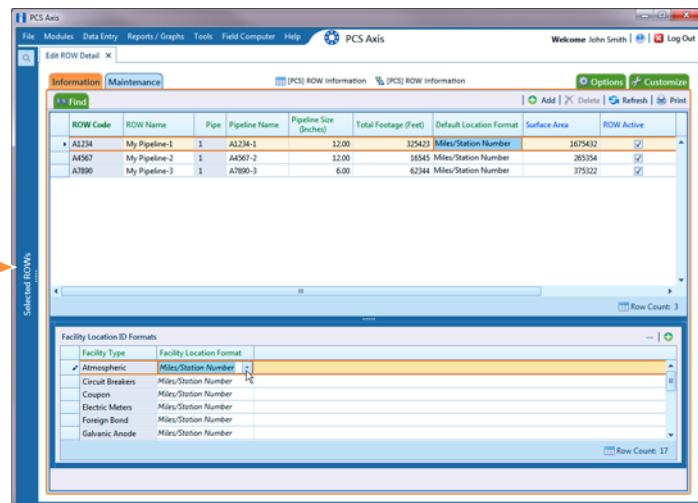 PCS Axis
File Modules Data Entry Reports / Graphs Tools Field Computer Help PCS Axis Welcome John Smith | | Log Out
Edit ROW Detail
Information Maintenance [PCS] ROW Information [PCS] ROW Information Options Customize
Find | Add | Delete | Refresh | Print
ROW Code ROW Name Pipe Pipeline Name Pipeline Size (Inches) Total Footage (Feet) Default Location Format Surface Area ROW Active
A1234 My Pipeline-1 1 A1234-1 12.00 325423 Miles/Station Number 1675432
A4567 My Pipeline-2 1 A4567-2 12.00 16545 Miles/Station Number 265354
A7890 My Pipeline-3 1 A7890-3 6.00 62344 Miles/Station Number 375322
Selected ROWs
Row Count: 3
Facility Location ID Formats
Facility Type Facility Location Format
Atmospheric Miles/Station Number
Circuit Breakers Miles/Station Number
Coupon Miles/Station Number
Electric Meters Miles/Station Number
Foreign Bond Miles/Station Number
Galvanic Anode Miles/Station Number
Row Count: 17